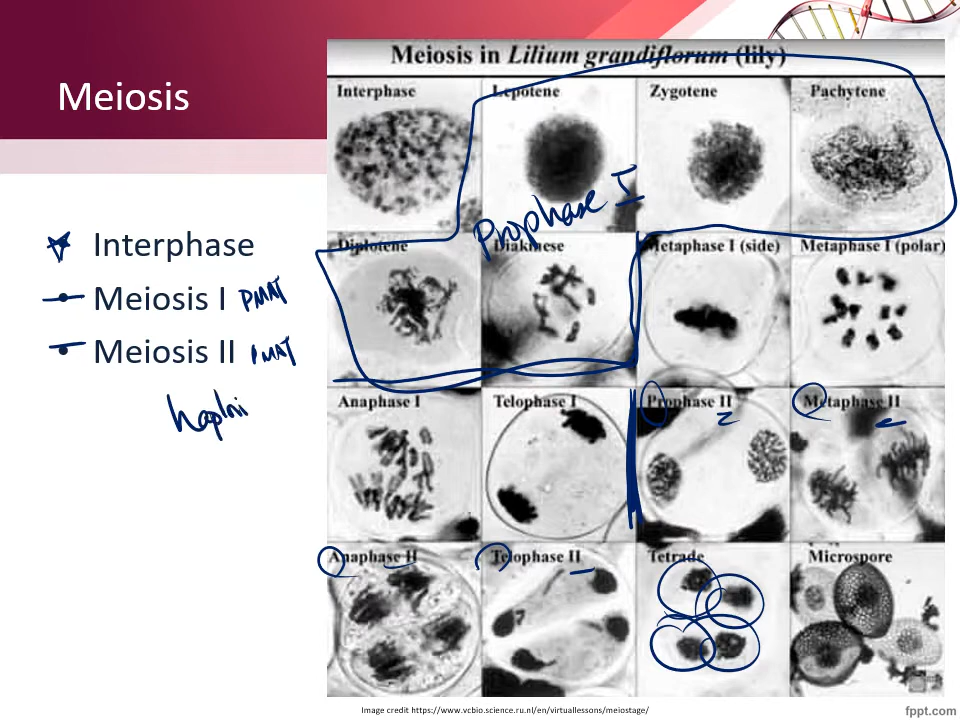 Meiosis
Meiosis in Lilium grandiflorum (lily)
Interphase
Lepotene
Zygotene
Pachytene
Prophase I
Interphase
Meiosis I PMAT
Meiosis II PMAT
Diplotene
Diakinese
Metaphase I (side)
Metaphase I (polar)
Anaphase I
Telophase I
Prophase II
2
Metaphase II
Anaphase II
Telophase II
Tetrade
Microspore
Image credit https://www.vcbio.science.ru.nl/en/virtuallessons/meiostage/
fppt.com